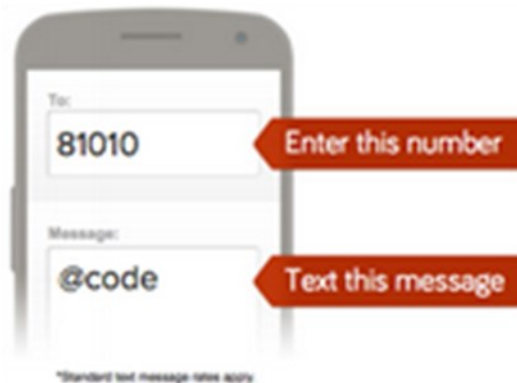 To:
81010
Enter this number
Message:
@code
Text this message
*Standard text message rates apply.